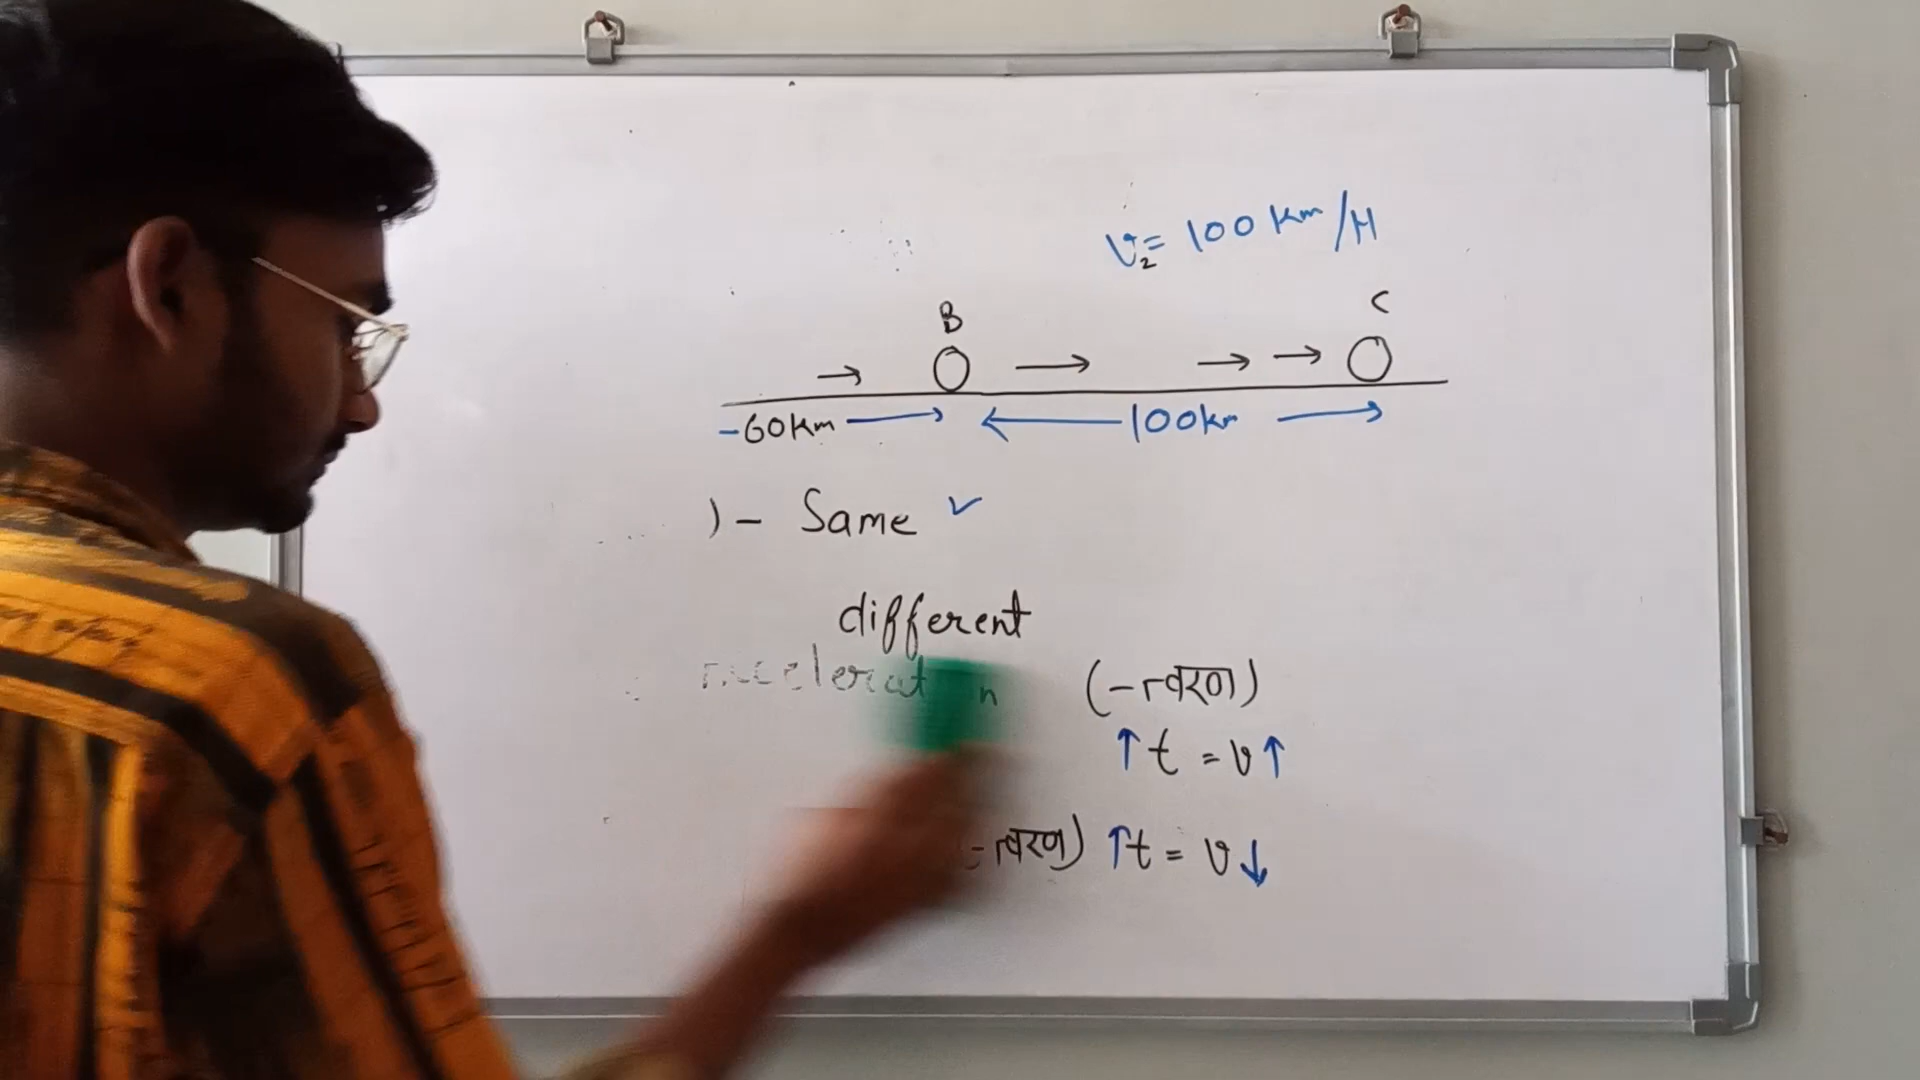 V₂= 100 Km/H
B C
-60Km 100km
) - Same ✓
different
(-त्वरण)
↑ t = v ↑
-त्वरण) ↑t = v ↓